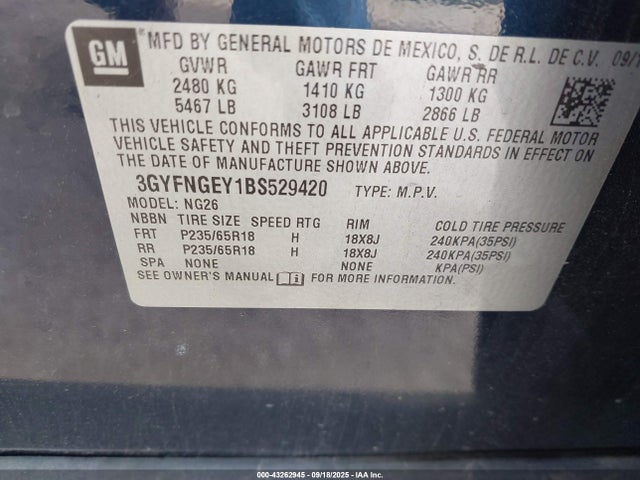 GM
MFD BY GENERAL MOTORS DE MEXICO, S. DE R.L. DE C.V. 09/1
GVWR GAWR FRT GAWR RR
2480 KG 1410 KG 1300 KG
5467 LB 3108 LB 2866 LB
THIS VEHICLE CONFORMS TO ALL APPLICABLE U.S. FEDERAL MOTOR
VEHICLE SAFETY AND THEFT PREVENTION STANDARDS IN EFFECT ON
THE DATE OF MANUFACTURE SHOWN ABOVE.
3GYFNGEY1BS529420 TYPE: M.P.V.
MODEL: NG26
NBBN TIRE SIZE SPEED RTG RIM COLD TIRE PRESSURE
FRT P235/65R18 H 18X8J 240KPA(35PSI)
RR P235/65R18 H 18X8J 240KPA(35PSI)
SPA NONE NONE KPA(PSI)
SEE OWNER'S MANUAL FOR MORE INFORMATION.
000-43262945 - 09/18/2025 - IAA Inc.